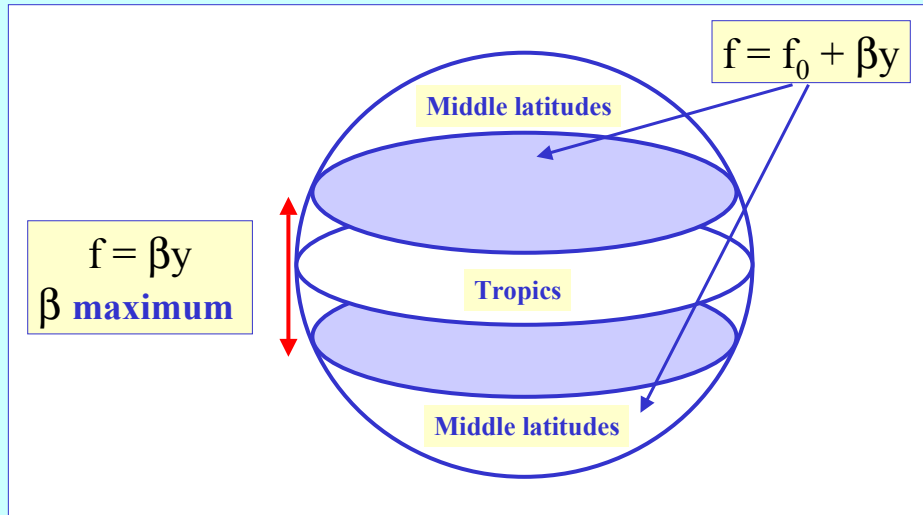 f = f₀ + βy
Middle latitudes
f = βy
β maximum
Tropics
Middle latitudes